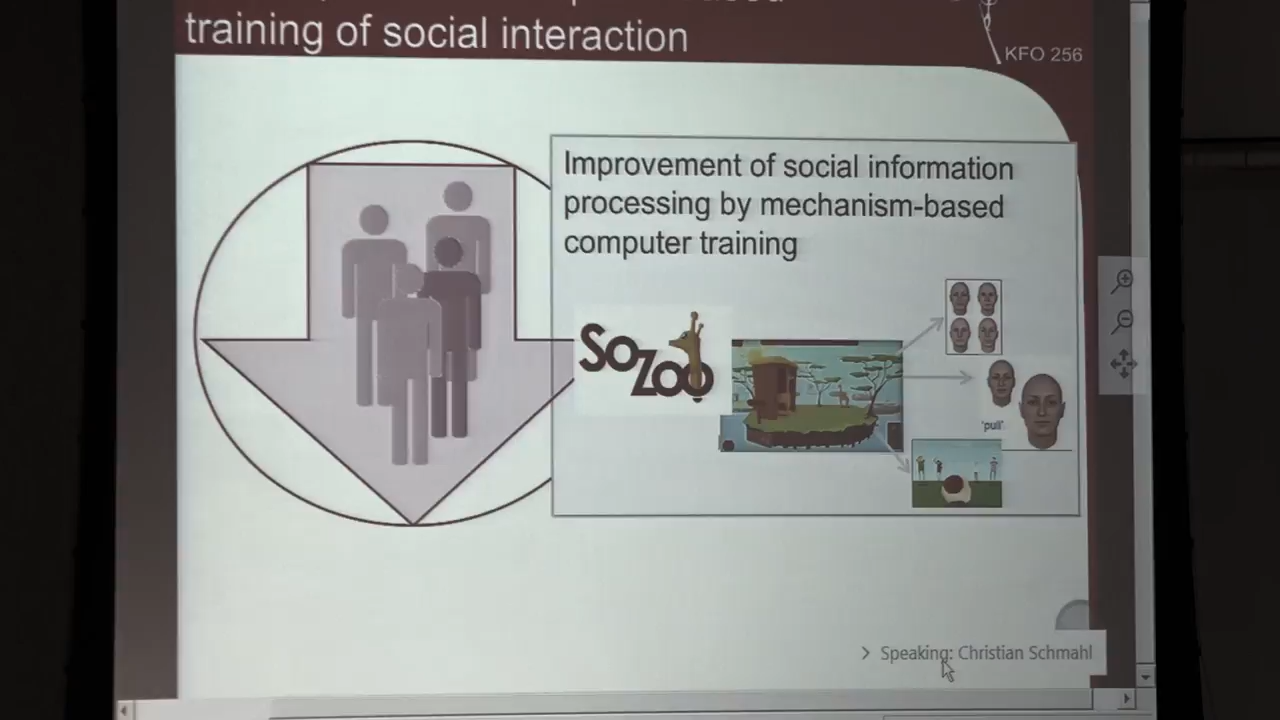 training of social interaction
KFO 256
Improvement of social information
processing by mechanism-based
computer training
SoZoo
'pull'
> Speaking: Christian Schmahl